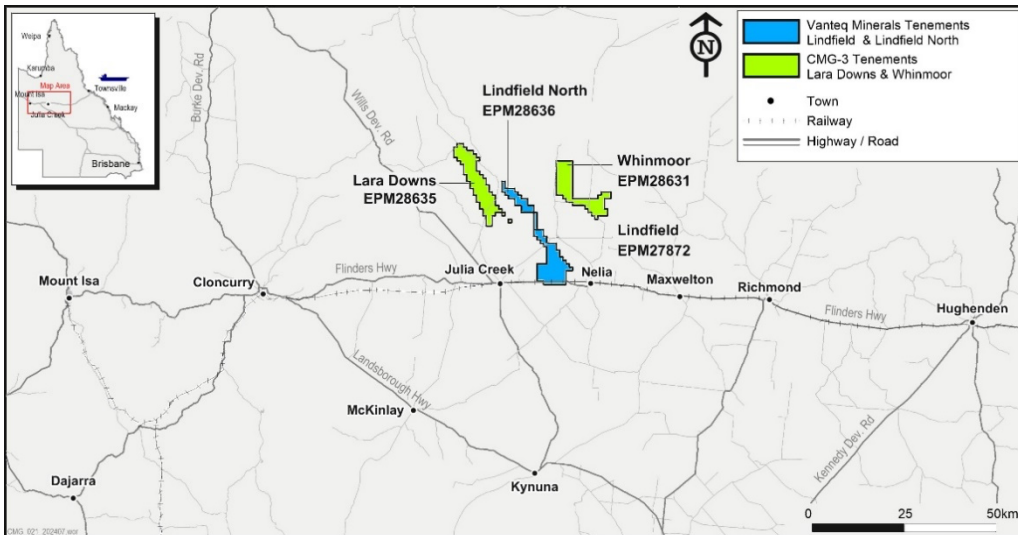 Weipa
Karumba
Map Area
Mount Isa
Townsville
Julia Creek
Mackay
Brisbane
Burke Dev. Rd
Wills Dev. Rd
N
Vanteq Minerals Tenements
Lindfield & Lindfield North
CMG-3 Tenements
Lara Downs & Whinmoor
Town
Railway
Highway / Road
Lindfield North
EPM28636
Whinmoor
EPM28631
Lara Downs
EPM28635
Lindfield
EPM27872
Mount Isa
Cloncurry
Flinders Hwy
Julia Creek
Nelia
Maxwelton
Richmond
Flinders Hwy
Hughenden
Landsborough Hwy
McKinlay
Kynuna
Kennedy Dev. Rd
Dajarra
0 25 50km